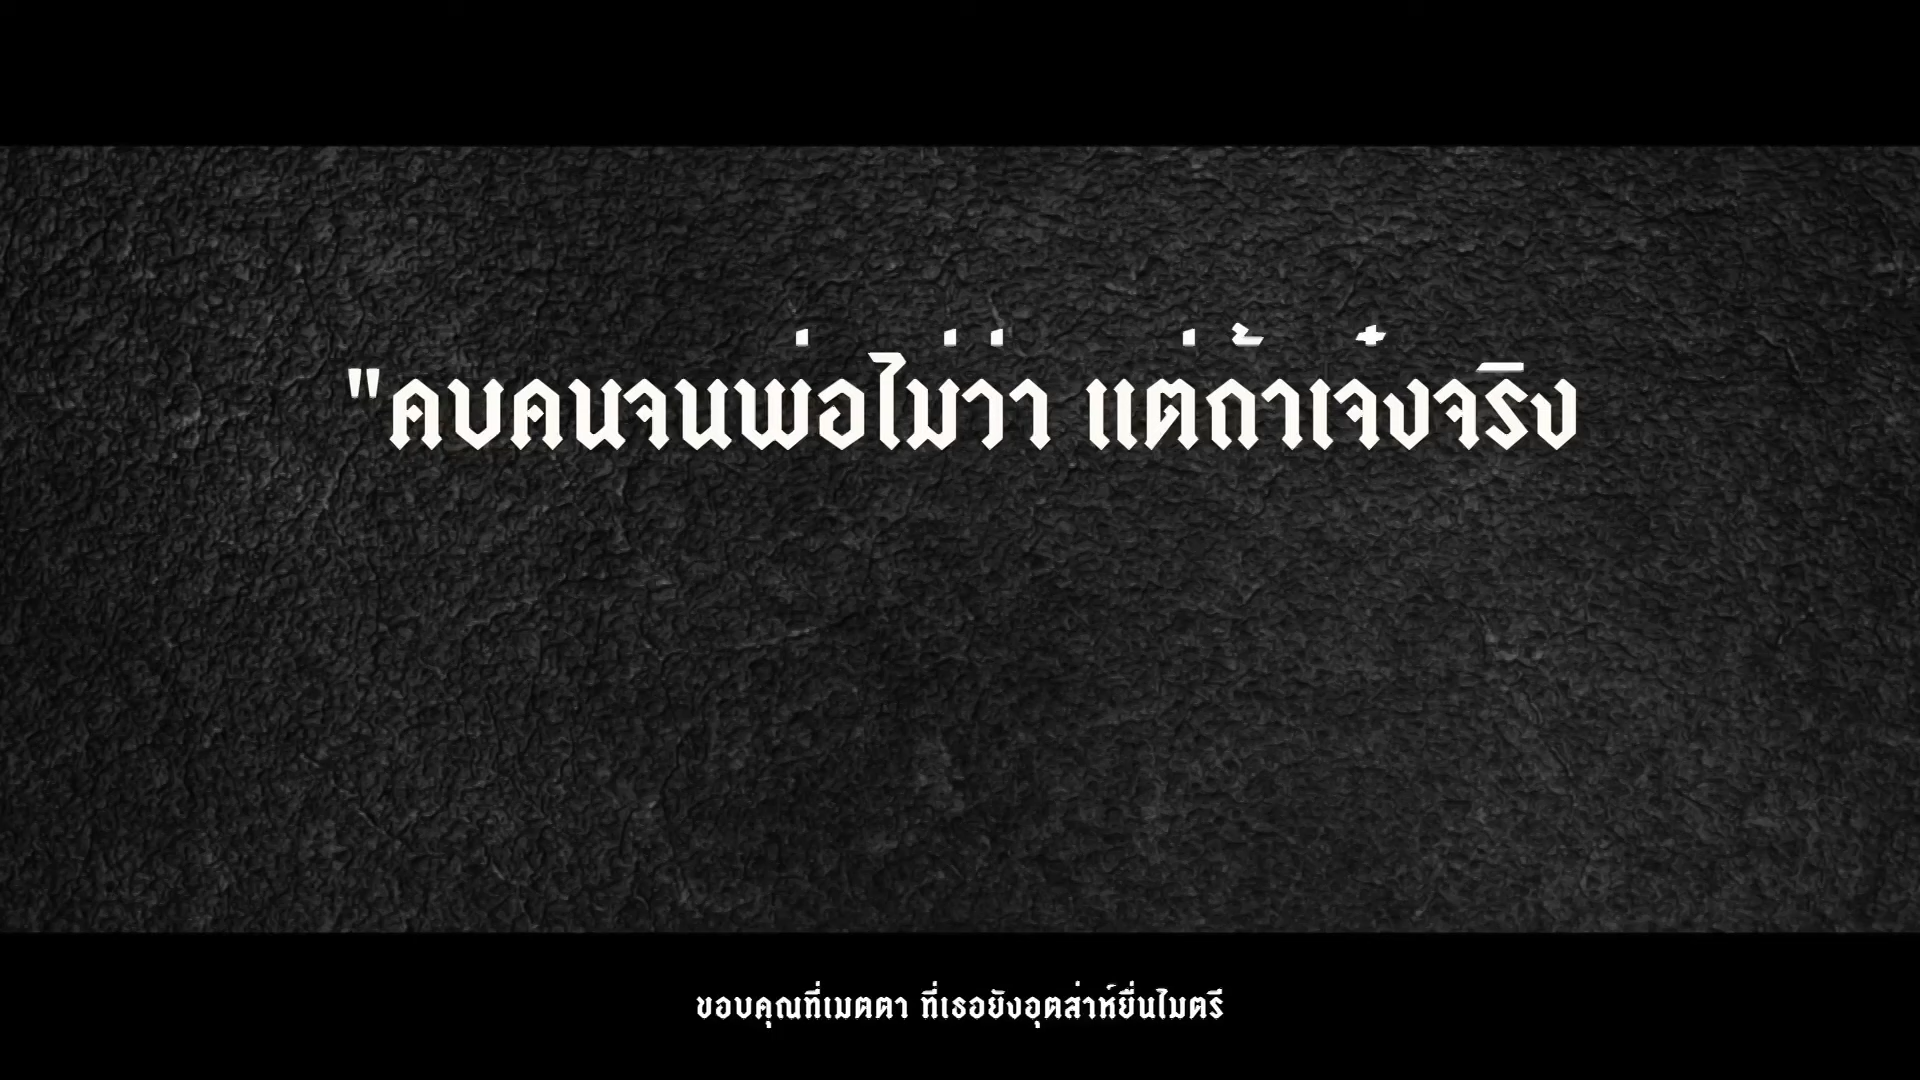 "คบคนจนพ่อไม่ว่า แต่ถ้าเจ๋งจริง
ขอบคุณที่เมตตา ที่เธอยังอุตส่าห์ยื่นไมตรี